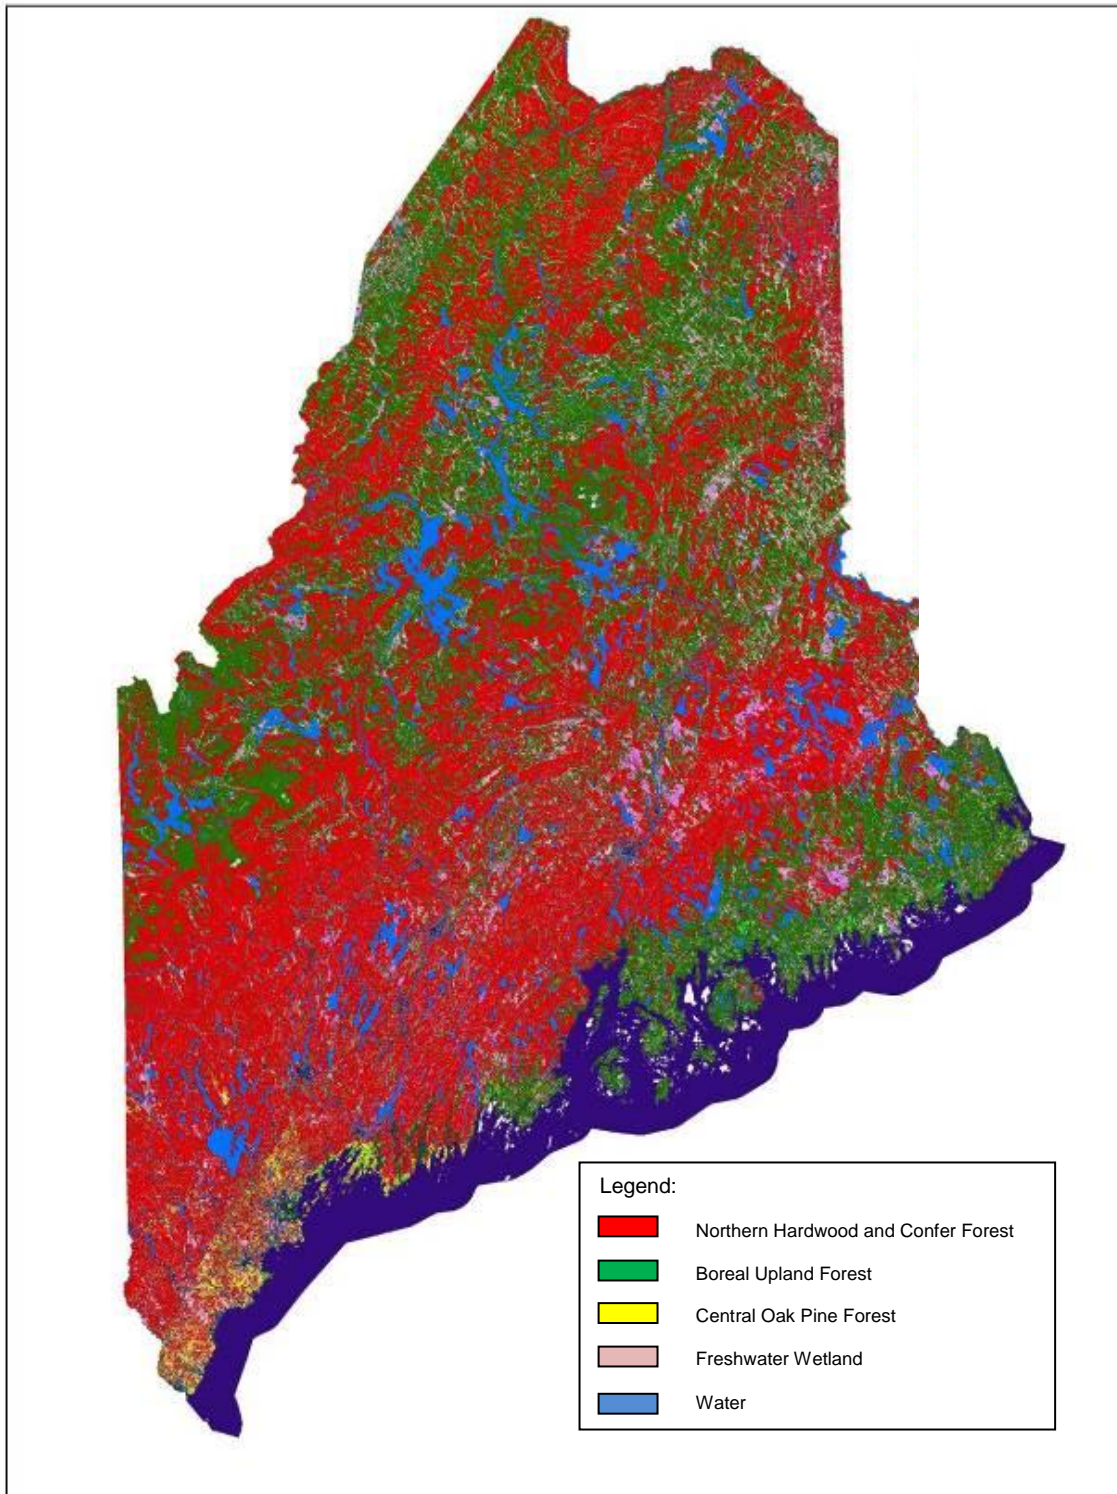 Legend:
Northern Hardwood and Confer Forest
Boreal Upland Forest
Central Oak Pine Forest
Freshwater Wetland
Water